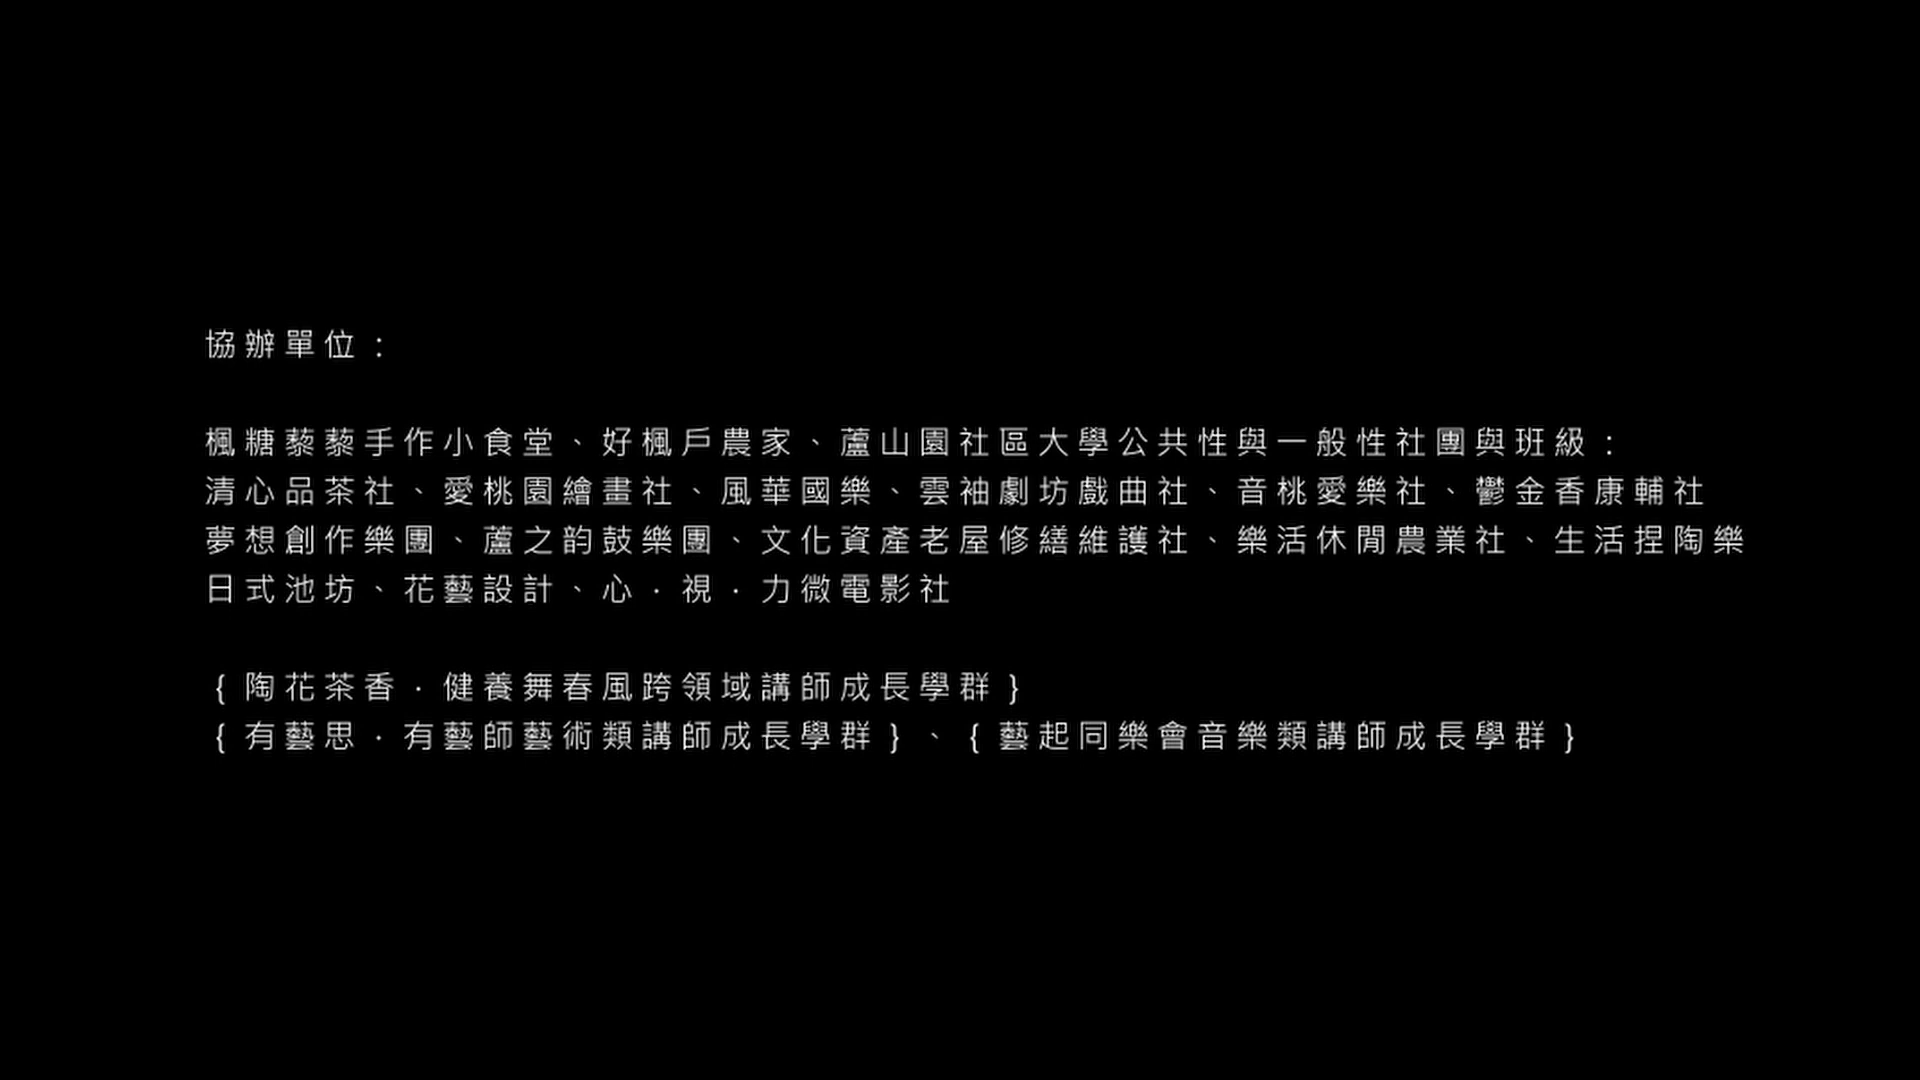 協辦單位：
楓糖藜藜手作小食堂、好楓戶農家、蘆山園社區大學公共性與一般性社團與班級：
清心品茶社、愛桃園繪畫社、風華國樂、雲袖劇坊戲曲社、音桃愛樂社、鬱金香康輔社
夢想創作樂團、蘆之韵鼓樂團、文化資產老屋修繕維護社、樂活休閒農業社、生活捏陶樂
日式池坊、花藝設計、心．視．力微電影社
｛陶花茶香．健養舞春風跨領域講師成長學群｝
｛有藝思．有藝師藝術類講師成長學群｝、｛藝起同樂會音樂類講師成長學群｝